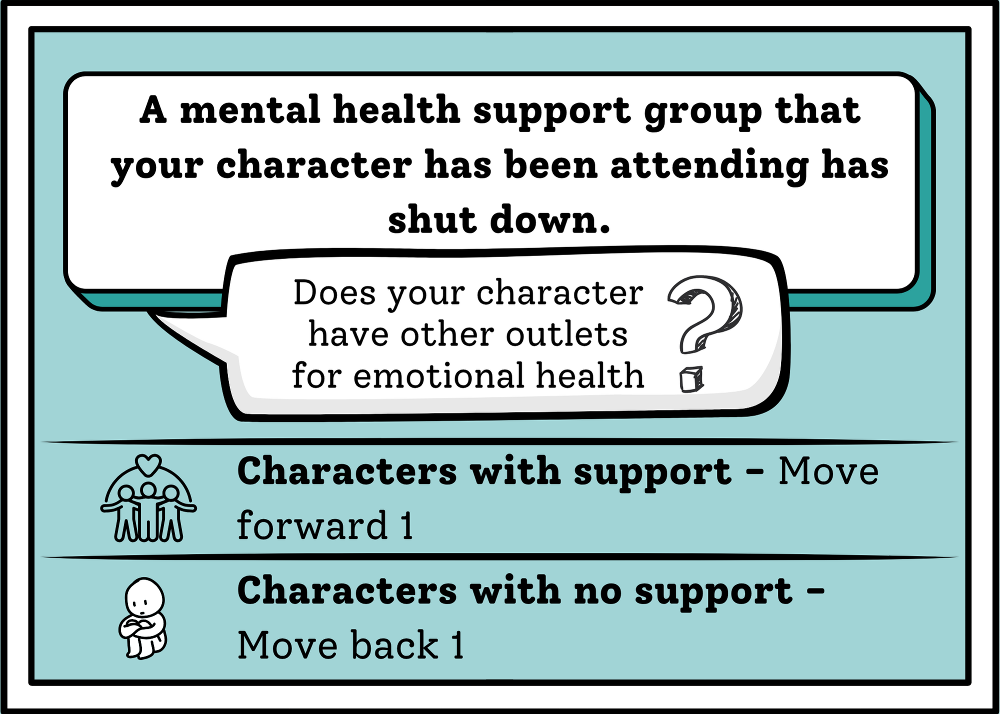 A mental health support group that
your character has been attending has
shut down.
Does your character
have other outlets
for emotional health
?
Characters with support – Move
forward 1
Characters with no support –
Move back 1